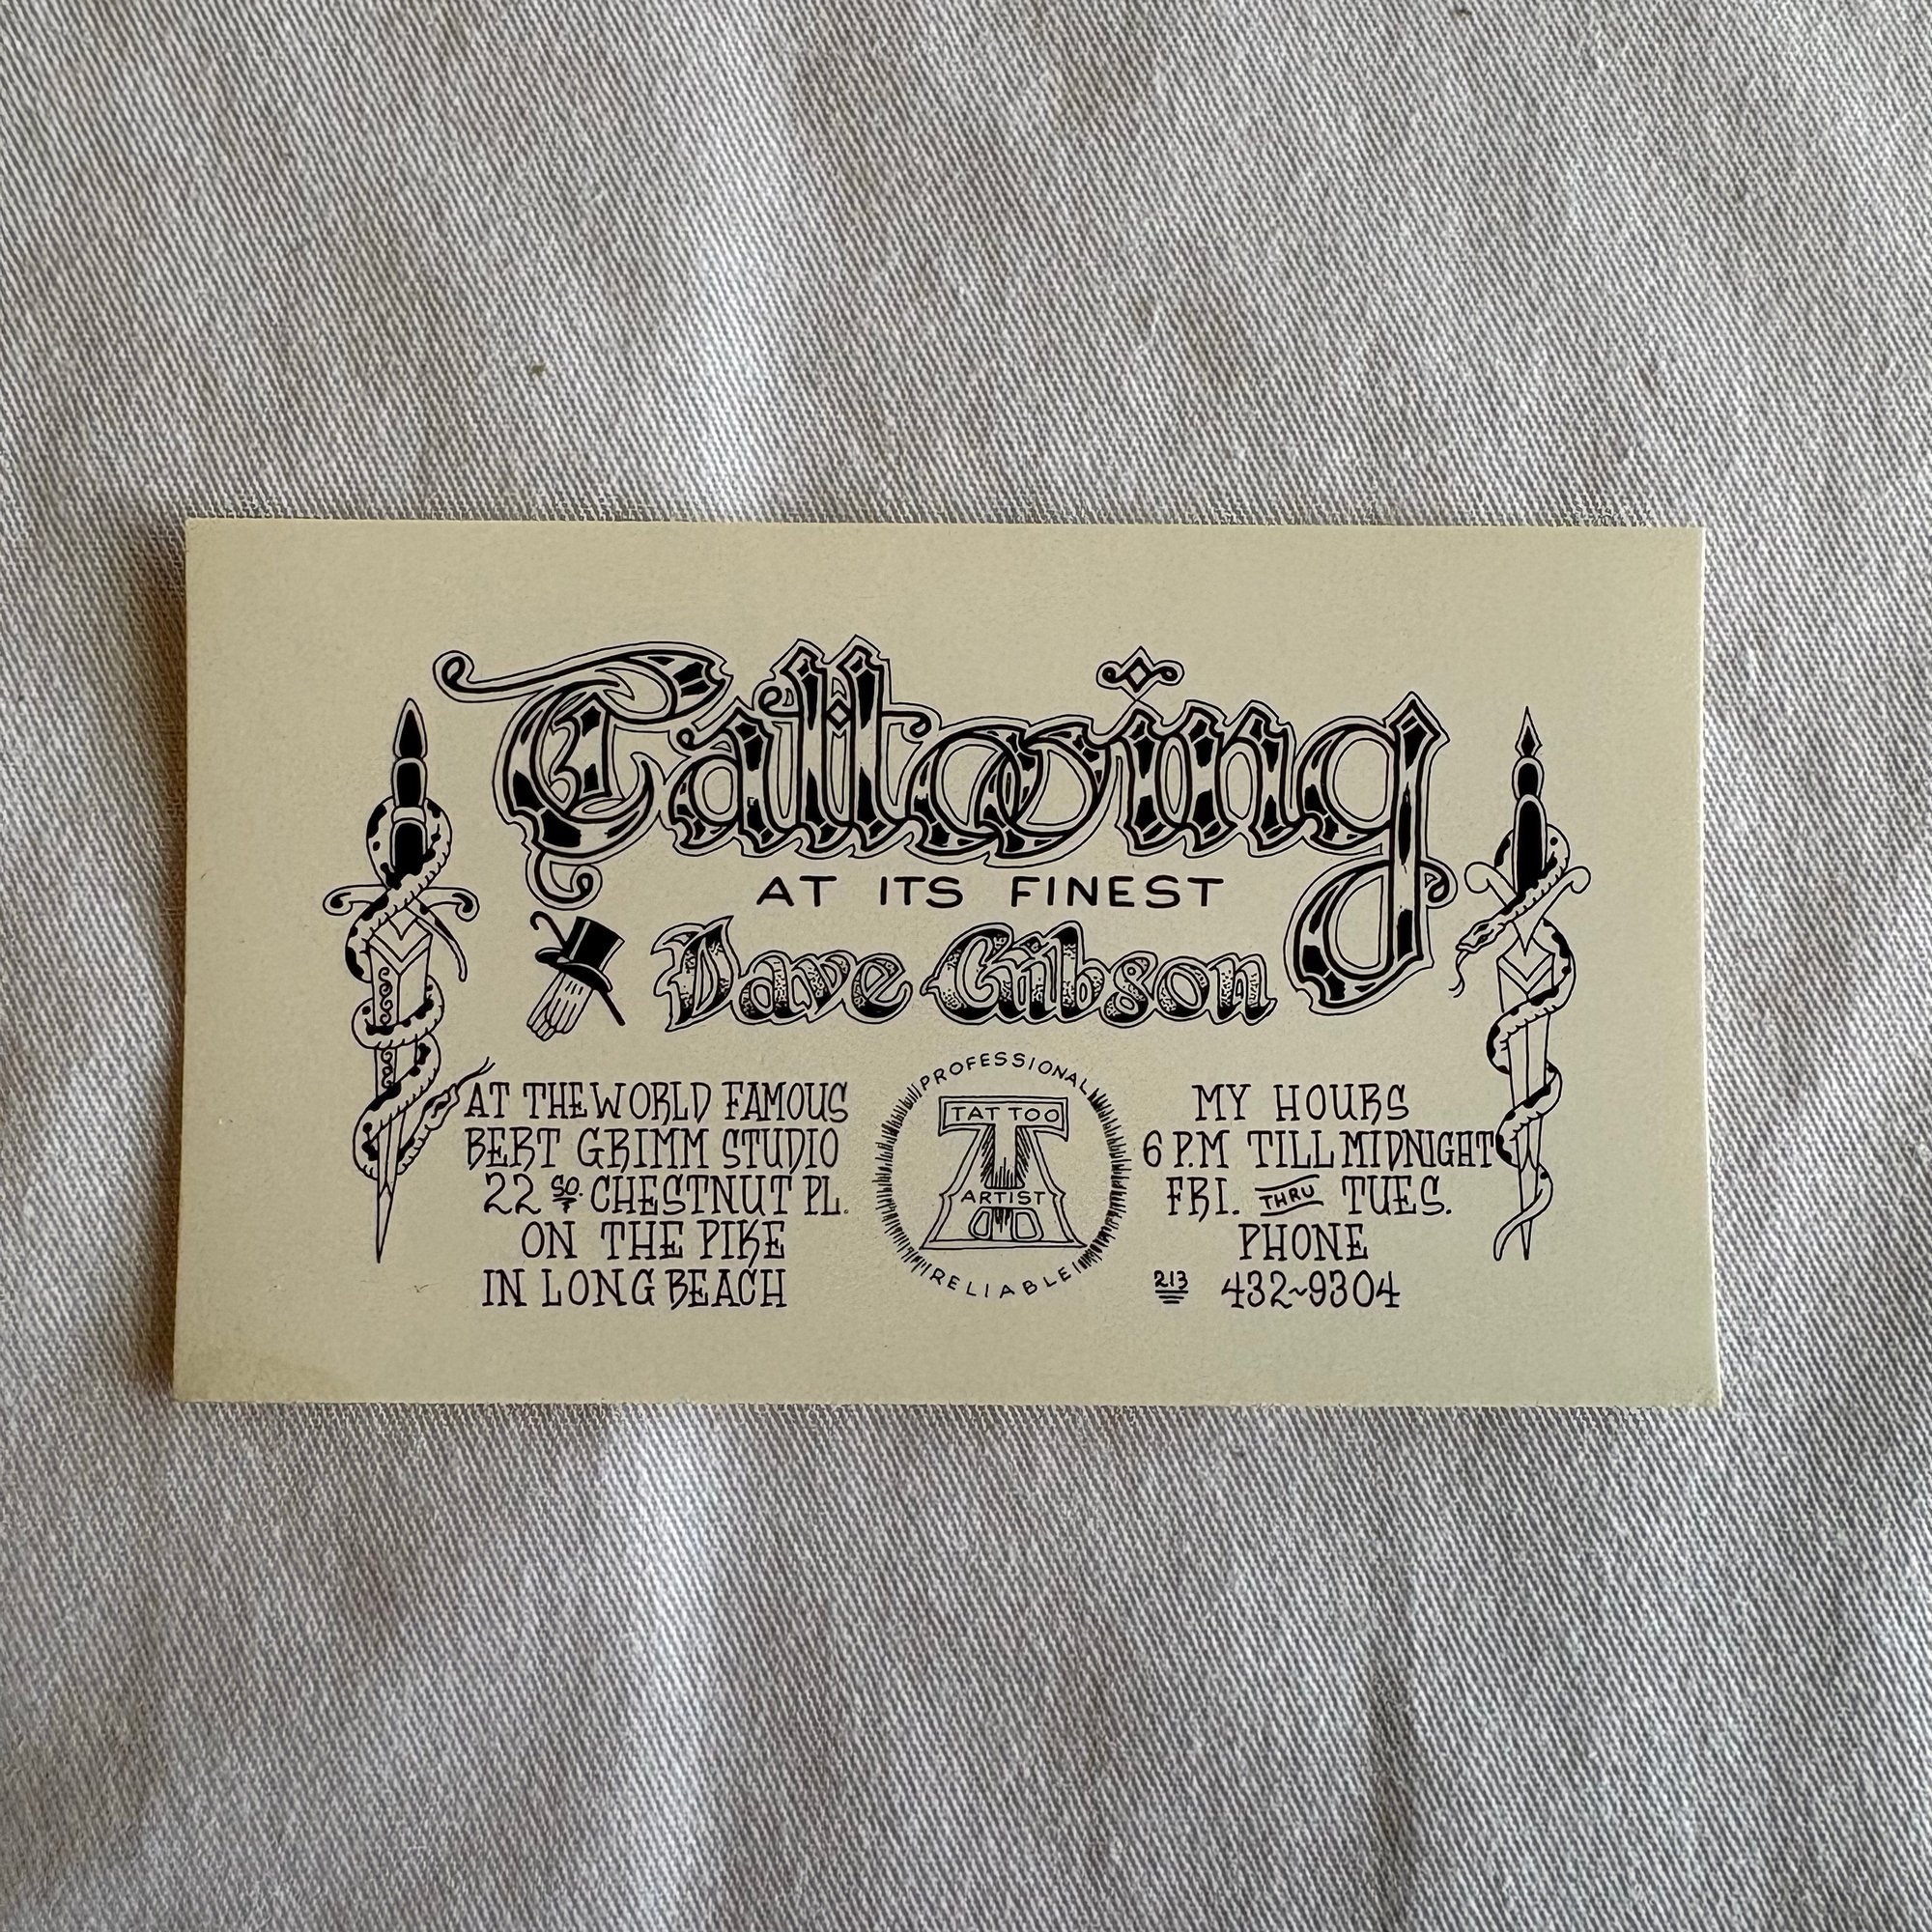 Tattooing
AT ITS FINEST
Dave Gibson
AT THE WORLD FAMOUS
BERT GRIMM STUDIO
22 SO. CHESTNUT PL.
ON THE PIKE
IN LONG BEACH
PROFESSIONAL
TATTOO
ARTIST
RELIABLE
MY HOURS
6 P.M TILL MIDNIGHT
FRI. THRU TUES.
PHONE
213 432~9304